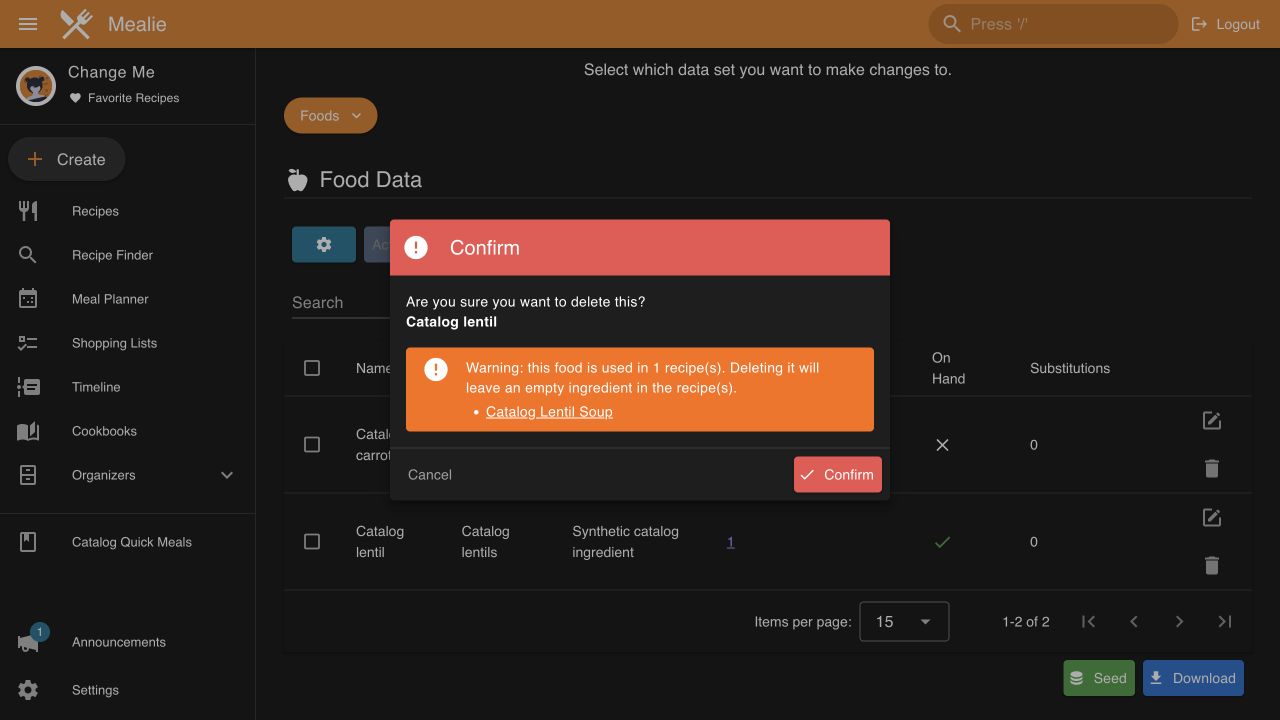 Mealie
Press '/'
Logout
Change Me
Favorite Recipes
Create
Recipes
Recipe Finder
Meal Planner
Shopping Lists
Timeline
Cookbooks
Organizers
Catalog Quick Meals
1
Announcements
Settings
Select which data set you want to make changes to.
Foods
Food Data
Search
Confirm
Are you sure you want to delete this?
Catalog lentil
Warning: this food is used in 1 recipe(s). Deleting it will
leave an empty ingredient in the recipe(s).
• Catalog Lentil Soup
Cancel
Confirm
Name
On
Hand
Substitutions
0
Catalog
lentil
Catalog
lentils
Synthetic catalog
ingredient
1
0
Items per page:
15
1-2 of 2
Seed
Download